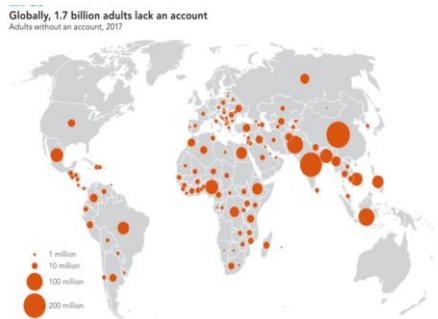 Globally, 1.7 billion adults lack an account
Adults without an account, 2017
1 million
10 million
100 million
200 million